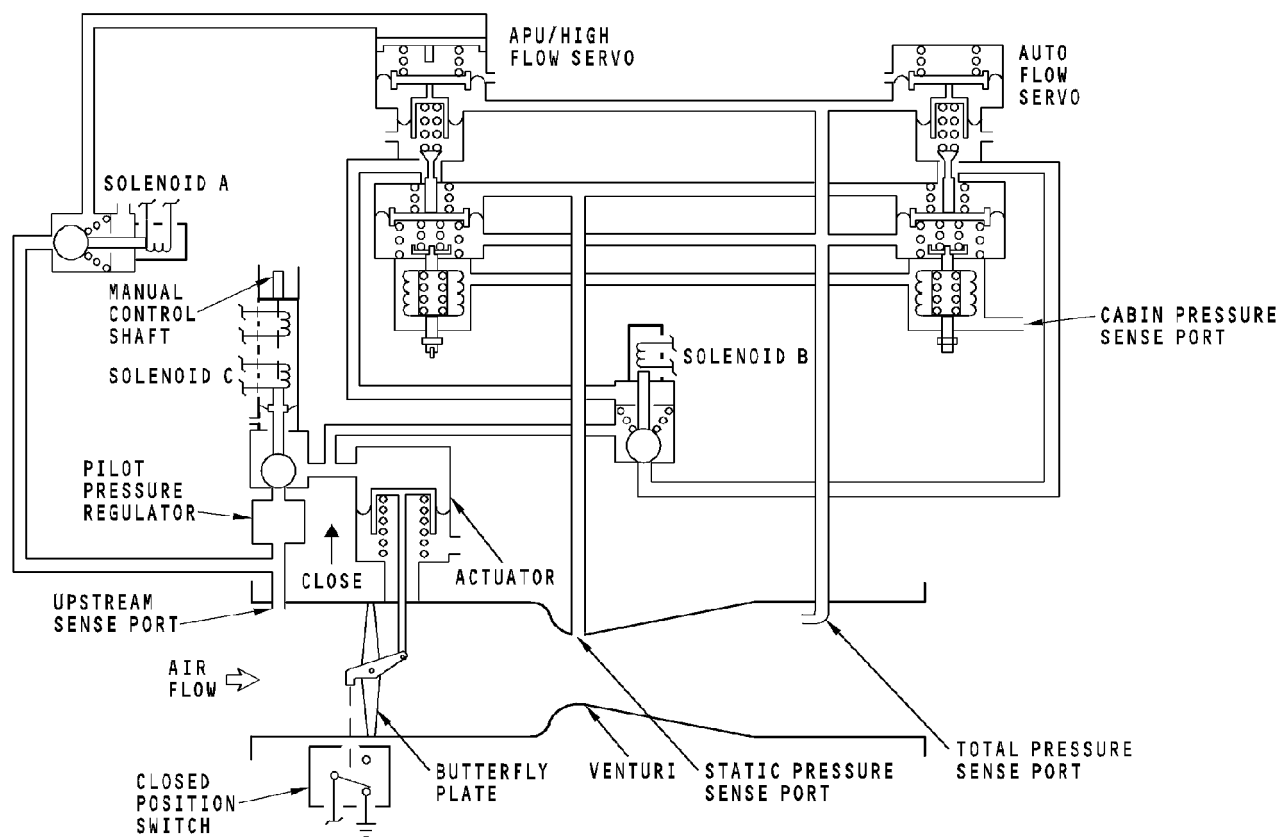 APU/HIGH
FLOW SERVO
AUTO
FLOW
SERVO
SOLENOID A
MANUAL
CONTROL
SHAFT
CABIN PRESSURE
SENSE PORT
SOLENOID B
SOLENOID C
PILOT
PRESSURE
REGULATOR
CLOSE
ACTUATOR
UPSTREAM
SENSE PORT
AIR
FLOW
CLOSED
POSITION
SWITCH
BUTTERFLY
PLATE
VENTURI
STATIC PRESSURE
SENSE PORT
TOTAL PRESSURE
SENSE PORT